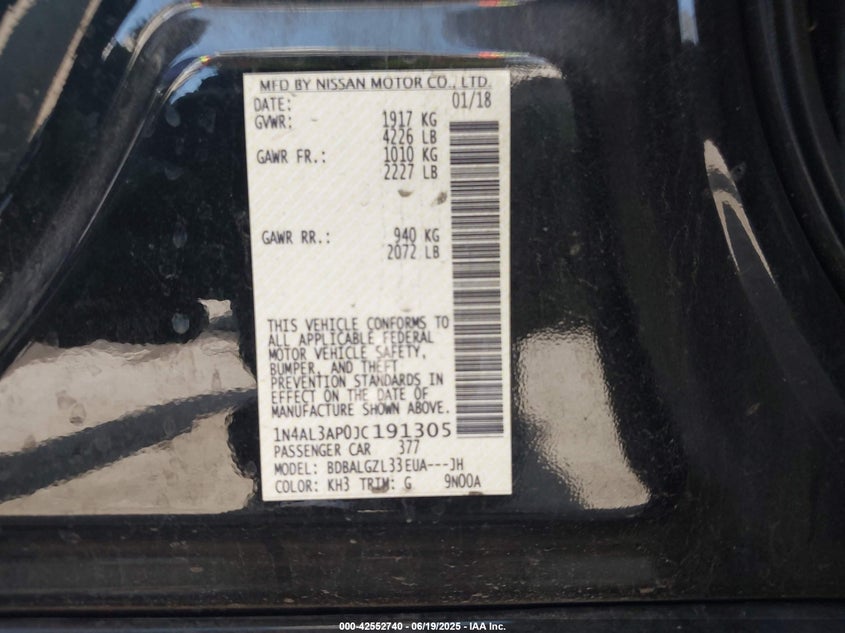 MFD BY NISSAN MOTOR CO., LTD.
DATE: 01/18
GVWR: 1917 KG
4226 LB
GAWR FR.: 1010 KG
2227 LB
GAWR RR.: 940 KG
2072 LB
THIS VEHICLE CONFORMS TO
ALL APPLICABLE FEDERAL
MOTOR VEHICLE SAFETY,
BUMPER, AND THEFT
PREVENTION STANDARDS IN
EFFECT ON THE DATE OF
MANUFACTURE SHOWN ABOVE.
1N4AL3AP0JC191305
PASSENGER CAR 377
MODEL: BDBALGZL33EUA---JH
COLOR: KH3 TRIM: G 9N00A
000-42552740 - 06/19/2025 - IAA Inc.